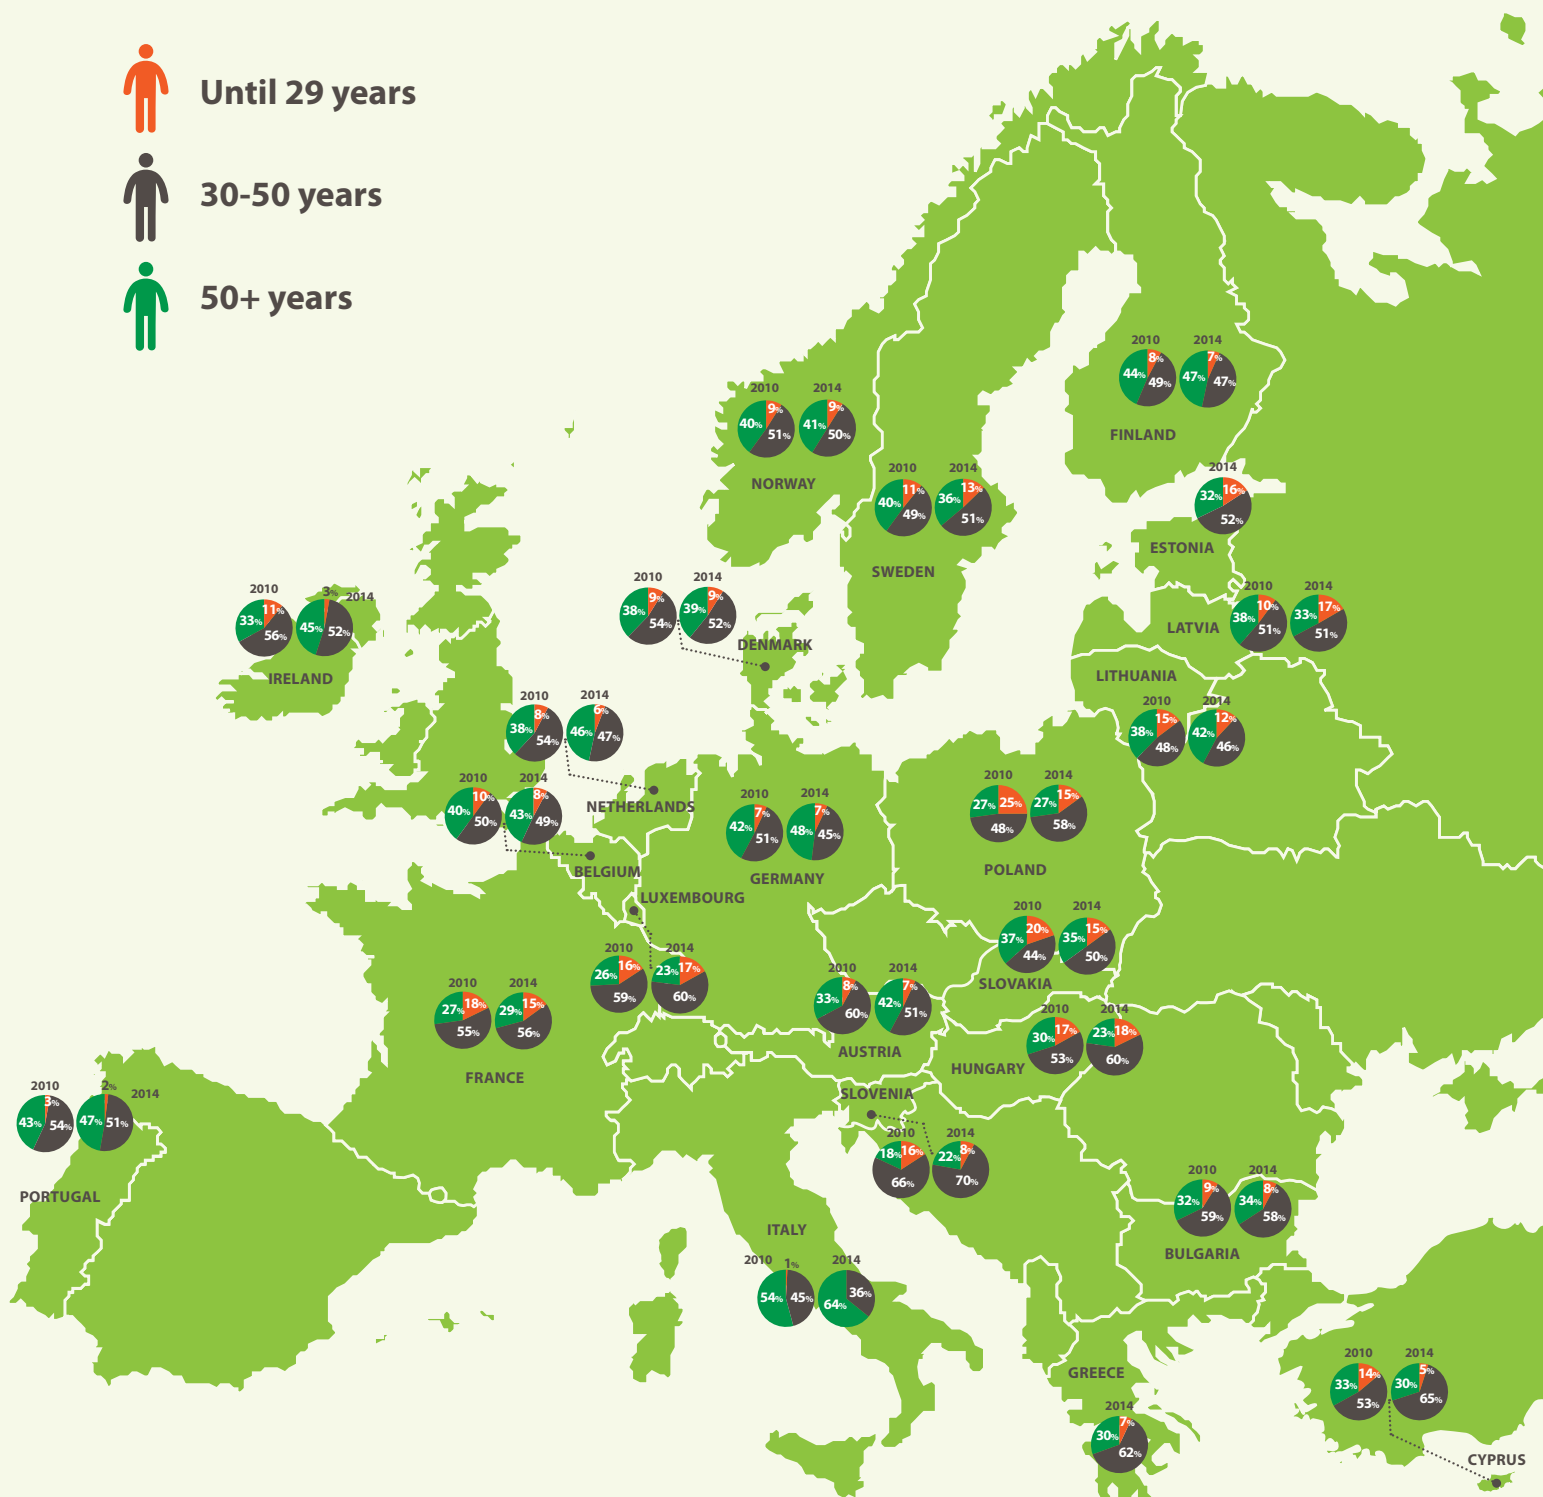 Until 29 years
30-50 years
50+ years
2010 2014
8% 7%
44% 49% 47% 47%
FINLAND
2010 2014
9% 9%
40% 51% 41% 50%
NORWAY
2010 2014
11% 13%
40% 49% 36% 51%
SWEDEN
2014
16%
32% 52%
ESTONIA
2010 3% 2014
11%
33% 56% 45% 52%
IRELAND
2010 2014
9% 9%
38% 54% 39% 52%
DENMARK
2010 2014
10% 17%
38% 51% 33% 51%
LATVIA
LITHUANIA
2010 2014
15% 12%
38% 48% 42% 46%
2010 2014
8% 6%
38% 54% 46% 47%
NETHERLANDS
2010 2014
10% 8%
40% 50% 43% 49%
BELGIUM
2010 2014
7% 7%
42% 51% 48% 45%
GERMANY
2010 2014
27% 25% 27% 15%
48% 58%
POLAND
LUXEMBOURG
2010 2014
26% 16% 23% 17%
59% 60%
2010 2014
37% 20% 35% 15%
44% 50%
SLOVAKIA
2010 2014
27% 18% 29% 15%
55% 56%
FRANCE
2010 2014
8% 7%
33% 60% 42% 51%
AUSTRIA
2010 2014
30% 17% 23% 18%
53% 60%
HUNGARY
2010 2% 2014
3%
43% 54% 47% 51%
PORTUGAL
SLOVENIA
2010 2014
18% 16% 22% 8%
66% 70%
2010 2014
9% 8%
32% 59% 34% 58%
BULGARIA
ITALY
2010 1% 2014
54% 45% 64% 36%
GREECE
2014
7%
30% 62%
2010 2014
14% 5%
33% 53% 30% 65%
CYPRUS